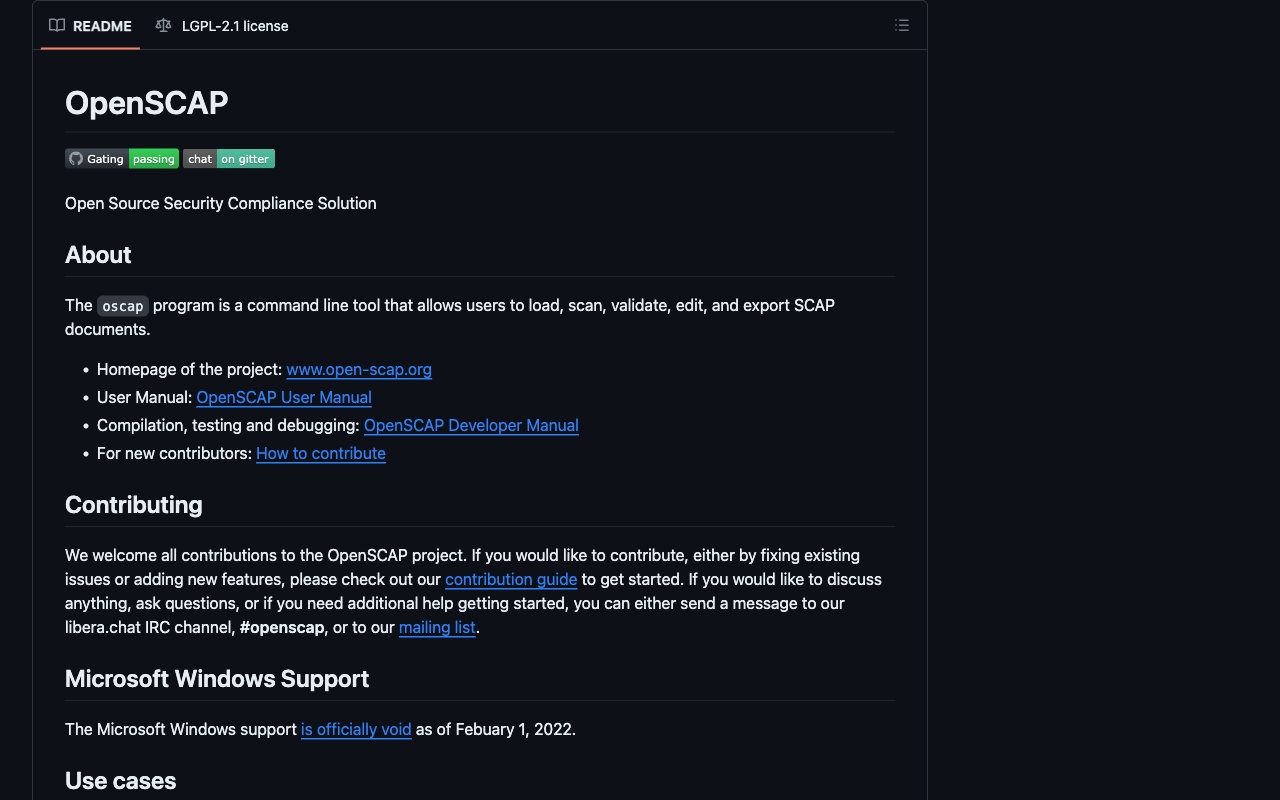 README LGPL-2.1 license
OpenSCAP
Gating passing chat on gitter
Open Source Security Compliance Solution
About
The oscap program is a command line tool that allows users to load, scan, validate, edit, and export SCAP
documents.
• Homepage of the project: www.open-scap.org
• User Manual: OpenSCAP User Manual
• Compilation, testing and debugging: OpenSCAP Developer Manual
• For new contributors: How to contribute
Contributing
We welcome all contributions to the OpenSCAP project. If you would like to contribute, either by fixing existing
issues or adding new features, please check out our contribution guide to get started. If you would like to discuss
anything, ask questions, or if you need additional help getting started, you can either send a message to our
libera.chat IRC channel, #openscap, or to our mailing list.
Microsoft Windows Support
The Microsoft Windows support is officially void as of Febuary 1, 2022.
Use cases